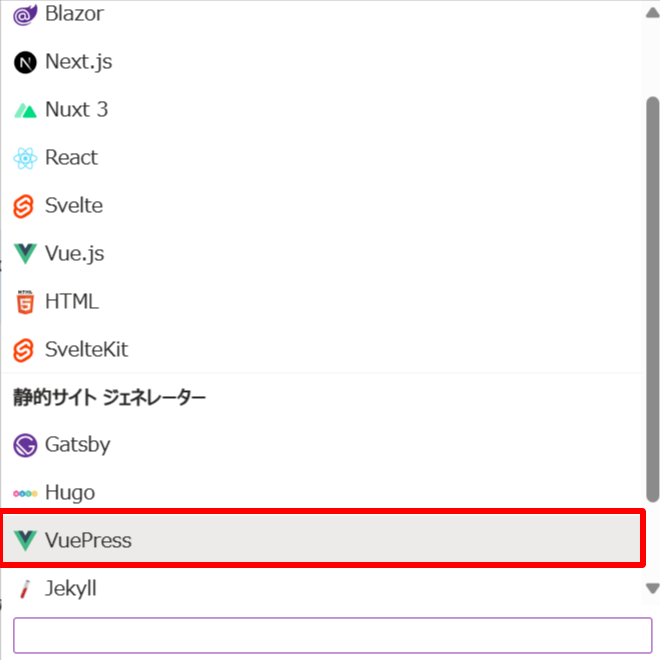 Blazor
Next.js
Nuxt 3
React
Svelte
Vue.js
HTML
SvelteKit
静的サイト ジェネレーター
Gatsby
Hugo
VuePress
Jekyll